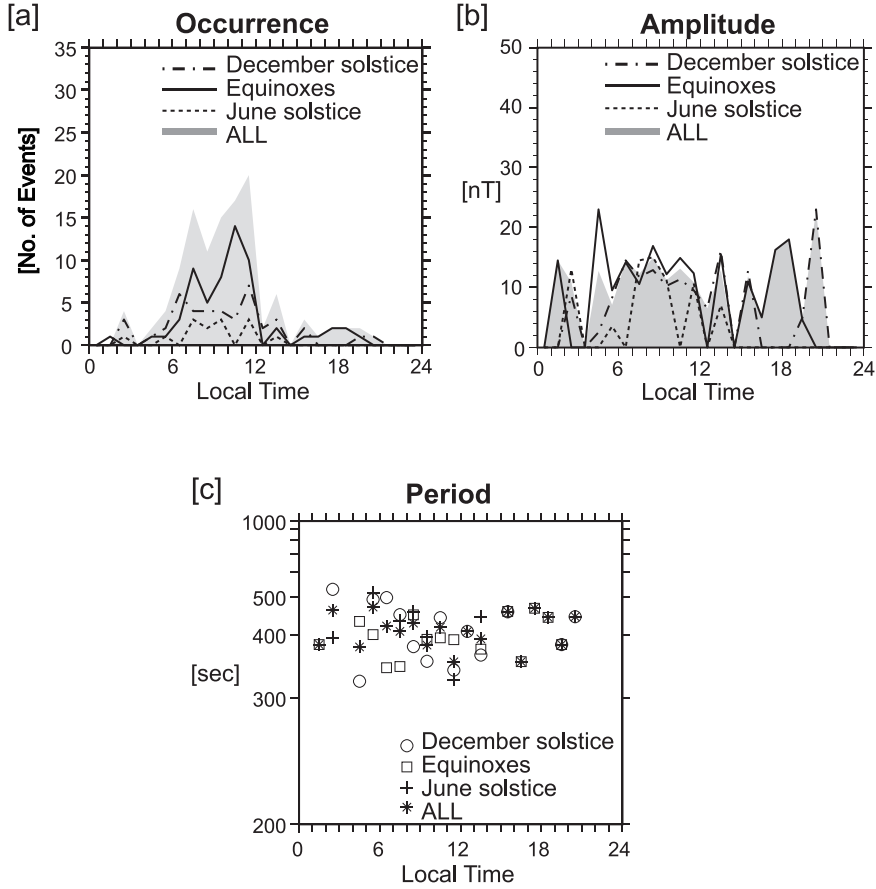 [a]
Occurrence
35
30
25
20
15
10
5
0
[No. of Events]
December solstice
Equinoxes
June solstice
ALL
0 6 12 18 24
Local Time
[b]
Amplitude
50
40
30
20
10
0
[nT]
December solstice
Equinoxes
June solstice
ALL
0 6 12 18 24
Local Time
[c]
Period
1000
500
400
300
200
[sec]
December solstice
Equinoxes
June solstice
ALL
0 6 12 18 24
Local Time